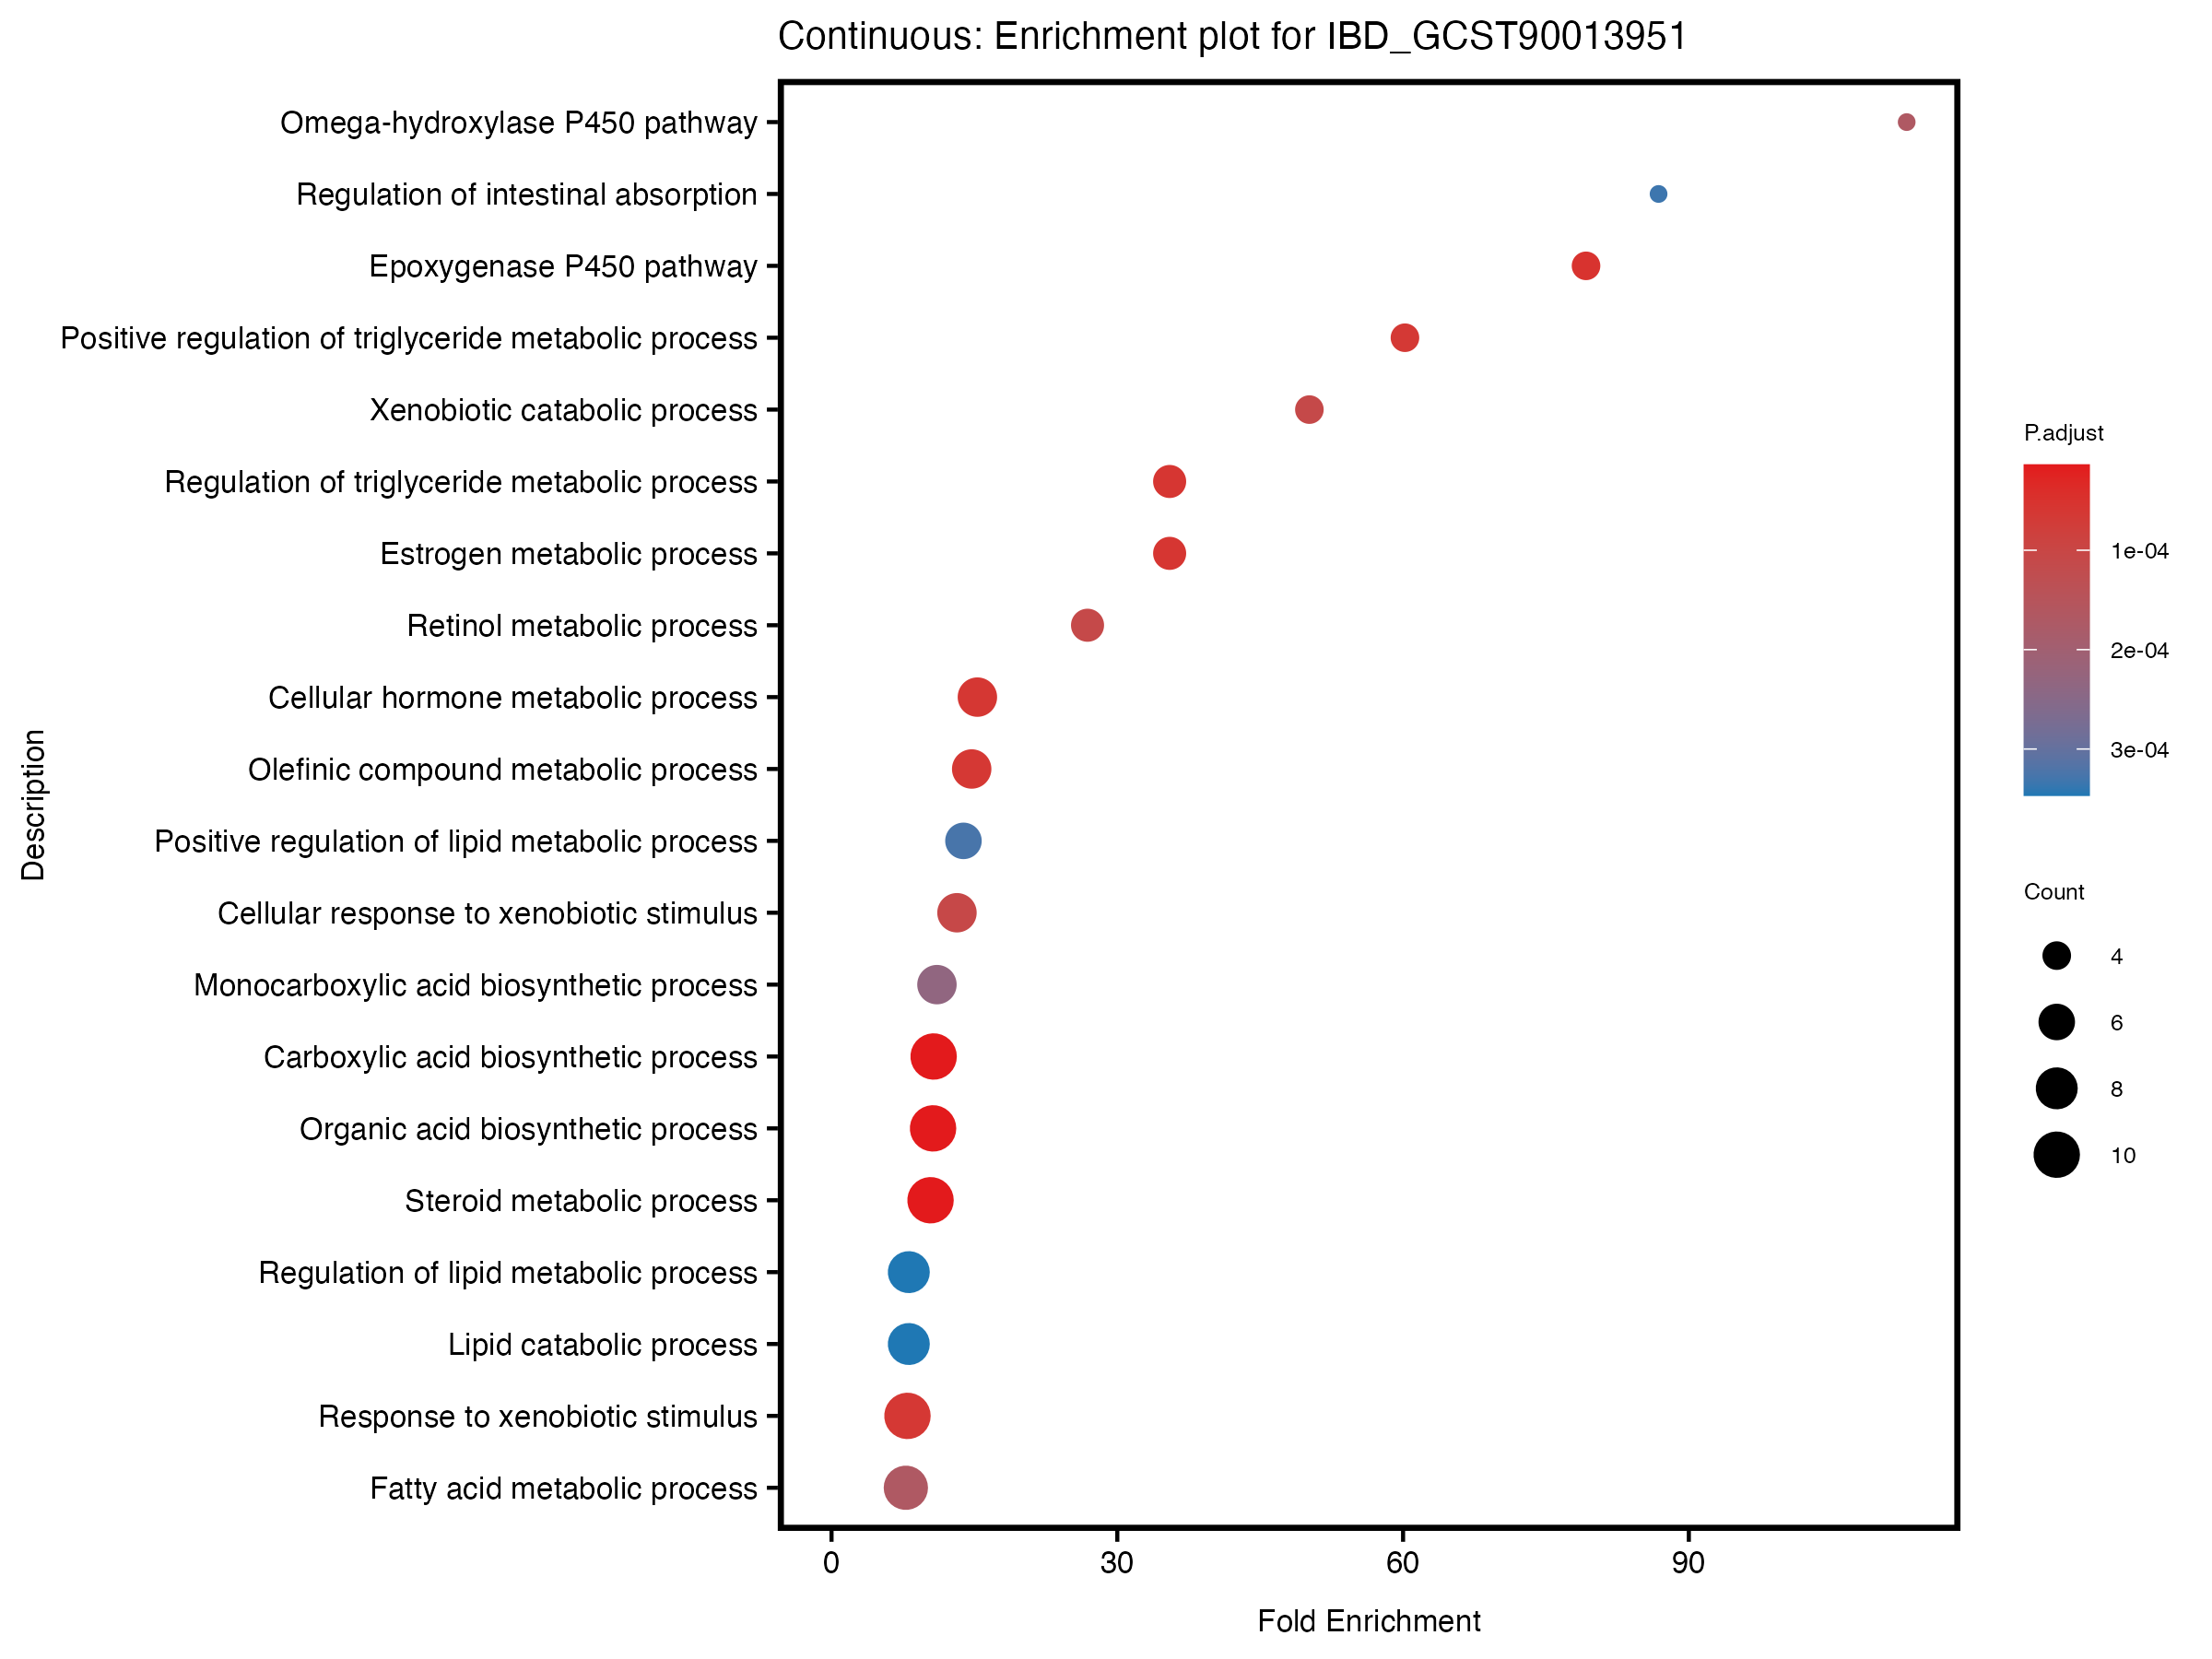 Continuous: Enrichment plot for IBD_GCST90013951
Omega-hydroxylase P450 pathway
Regulation of intestinal absorption
Epoxygenase P450 pathway
Positive regulation of triglyceride metabolic process
Xenobiotic catabolic process
Regulation of triglyceride metabolic process
Estrogen metabolic process
Retinol metabolic process
Cellular hormone metabolic process
Olefinic compound metabolic process
Positive regulation of lipid metabolic process
Cellular response to xenobiotic stimulus
Monocarboxylic acid biosynthetic process
Carboxylic acid biosynthetic process
Organic acid biosynthetic process
Steroid metabolic process
Regulation of lipid metabolic process
Lipid catabolic process
Response to xenobiotic stimulus
Fatty acid metabolic process
Description
0 30 60 90
Fold Enrichment
P.adjust
1e-04
2e-04
3e-04
Count
4
6
8
10